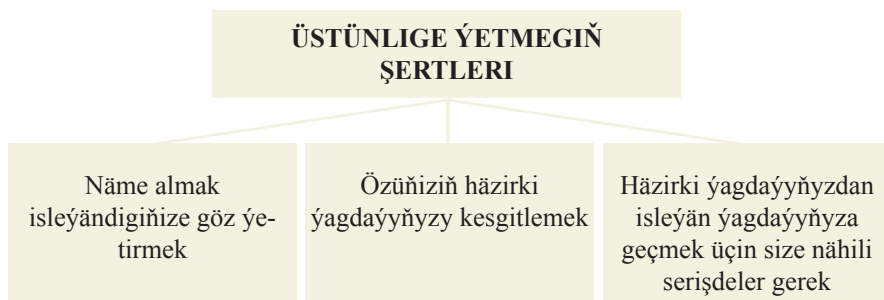 ÜSTÜNLIGE ÝETMEGIŇ
ŞERTLERI
Näme almak
isleýändigiňize göz ýe-
tirmek
Özüňiziň häzirki
ýagdaýyňyzy kesgitlemek
Häzirki ýagdaýyňyzdan
isleýän ýagdaýyňyza
geçmek üçin size nähili
serişdeler gerek